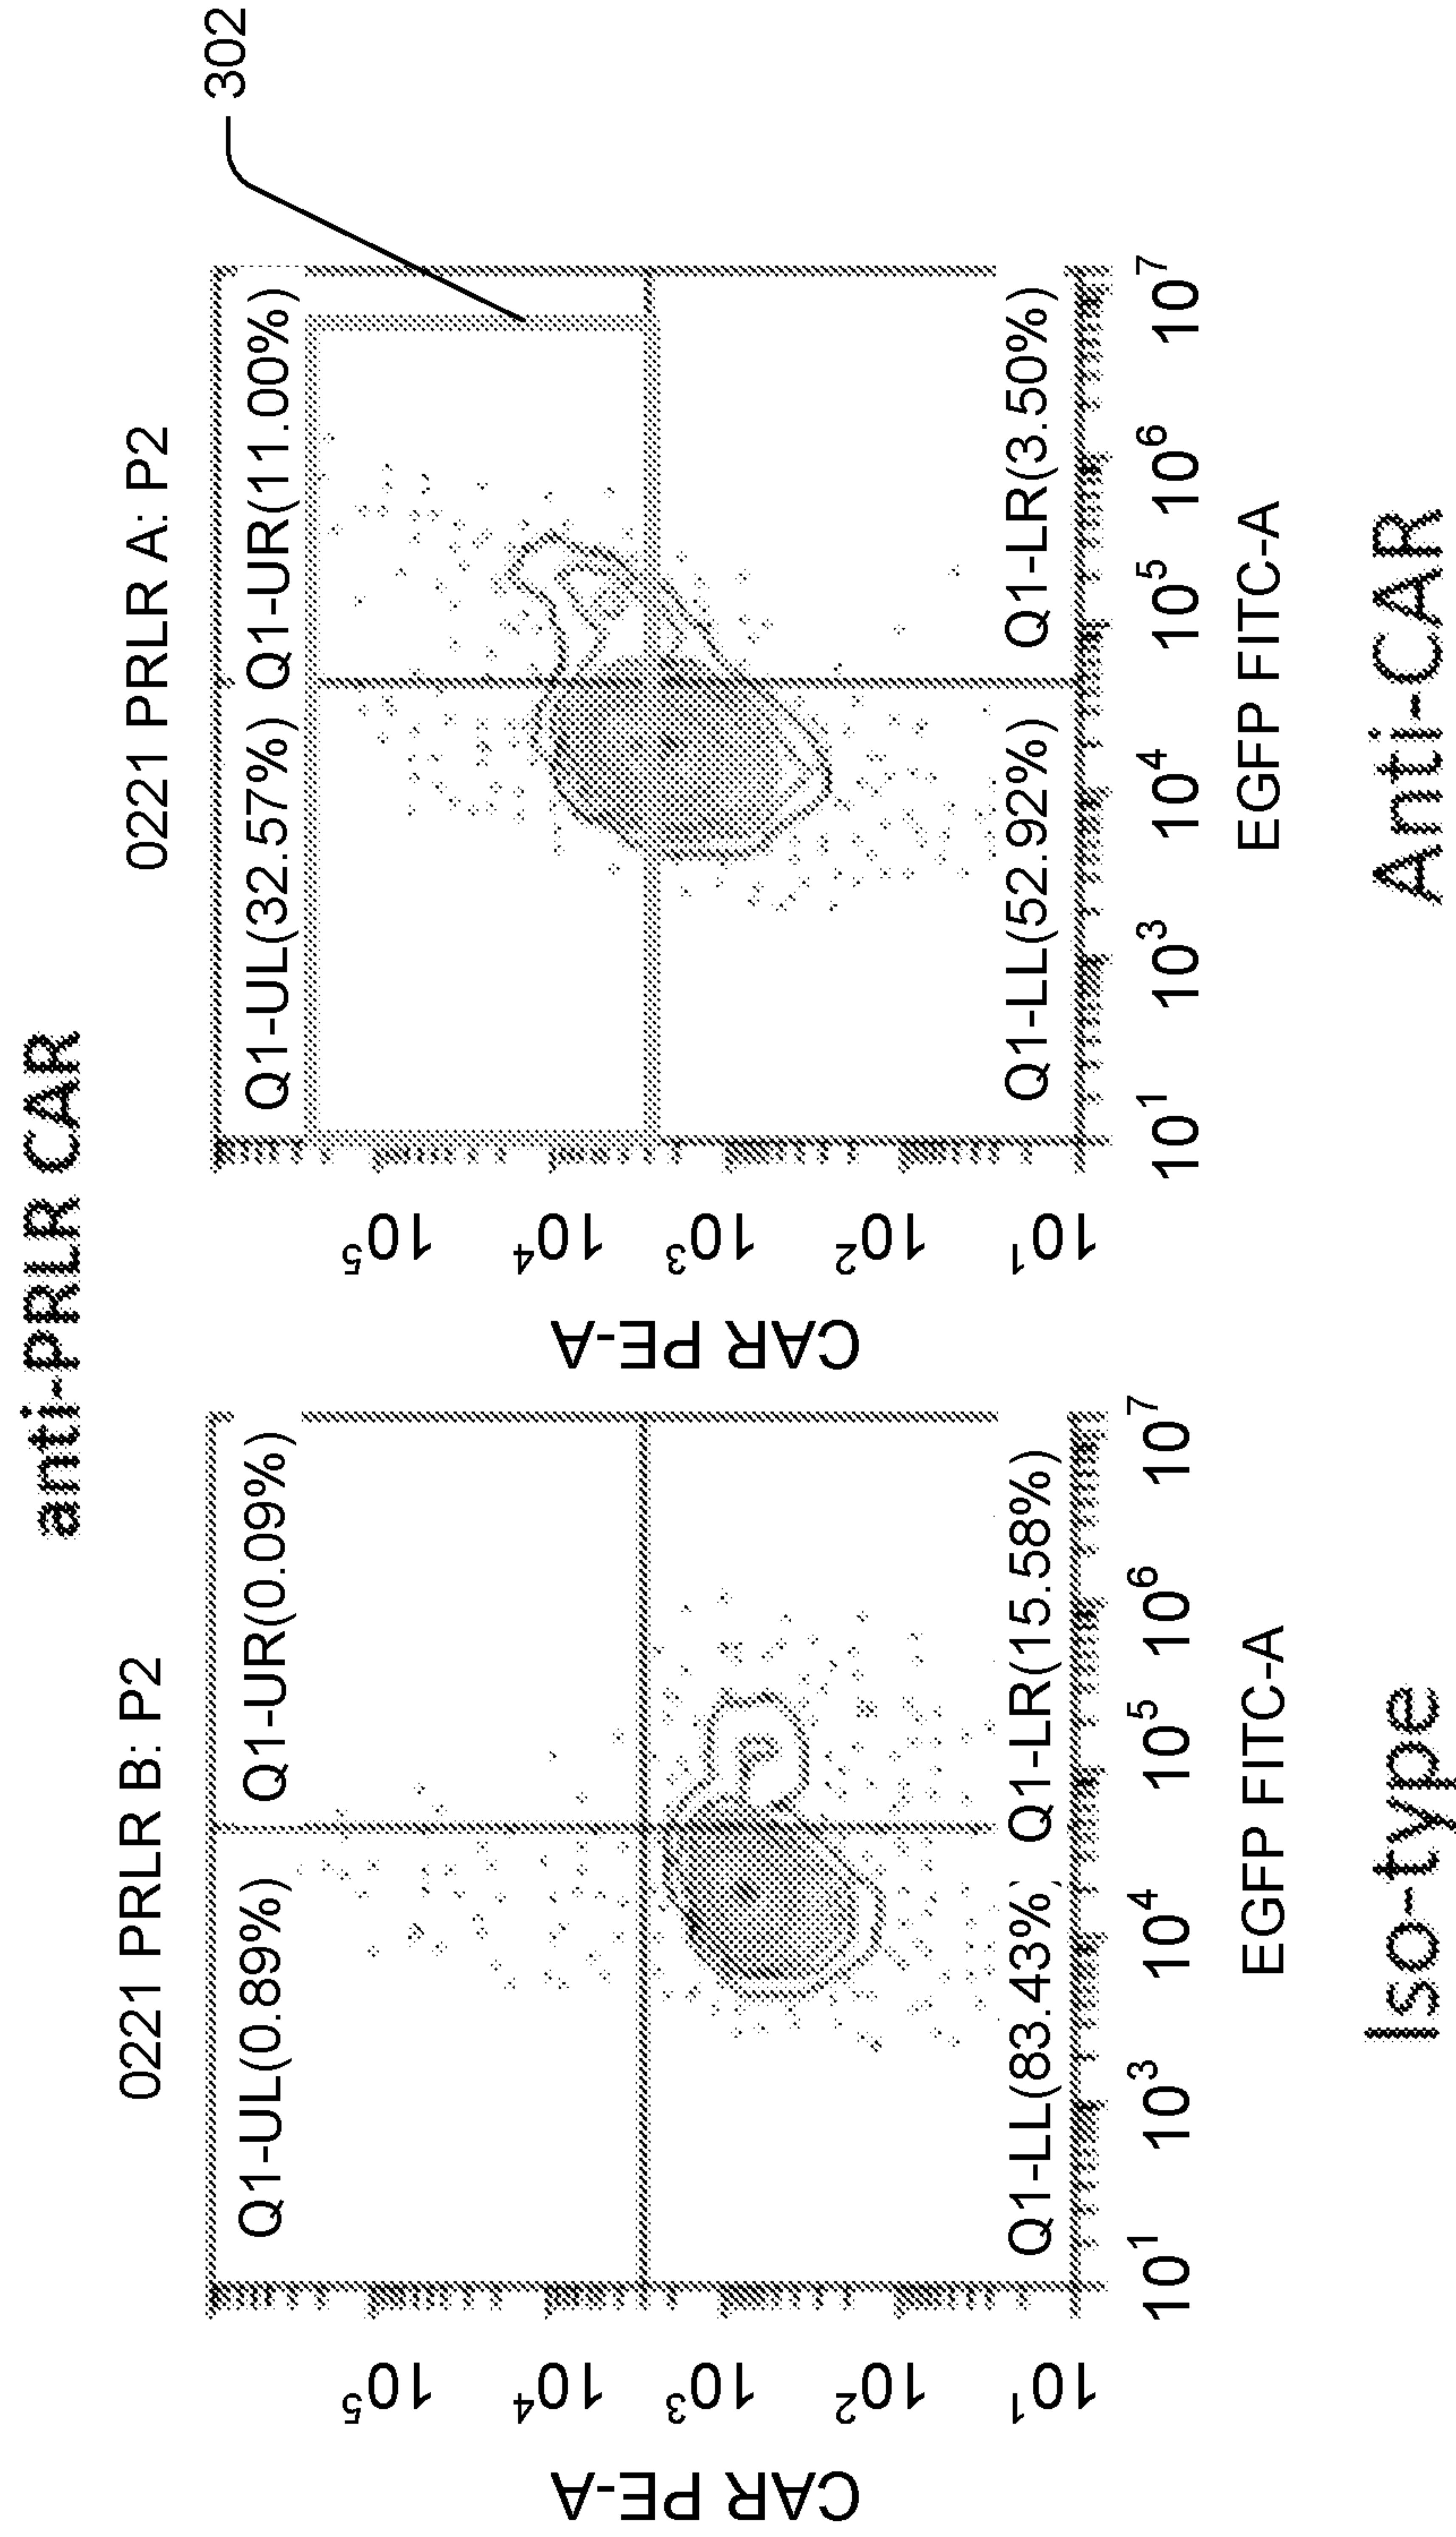 anti-PRLR CAR
0221 PRLR B: P2
Q1-UL(0.89%)
Q1-UR(0.09%)
Q1-LL(83.43%)
Q1-LR(15.58%)
CAR PE-A
10^5
10^4
10^3
10^2
10^1
10^1 10^3 10^4 10^5 10^6 10^7
EGFP FITC-A
Iso-type
0221 PRLR A: P2
302
Q1-UL(32.57%)
Q1-UR(11.00%)
Q1-LL(52.92%)
Q1-LR(3.50%)
CAR PE-A
10^5
10^4
10^3
10^2
10^1
10^1 10^3 10^4 10^5 10^6 10^7
EGFP FITC-A
Anti-CAR